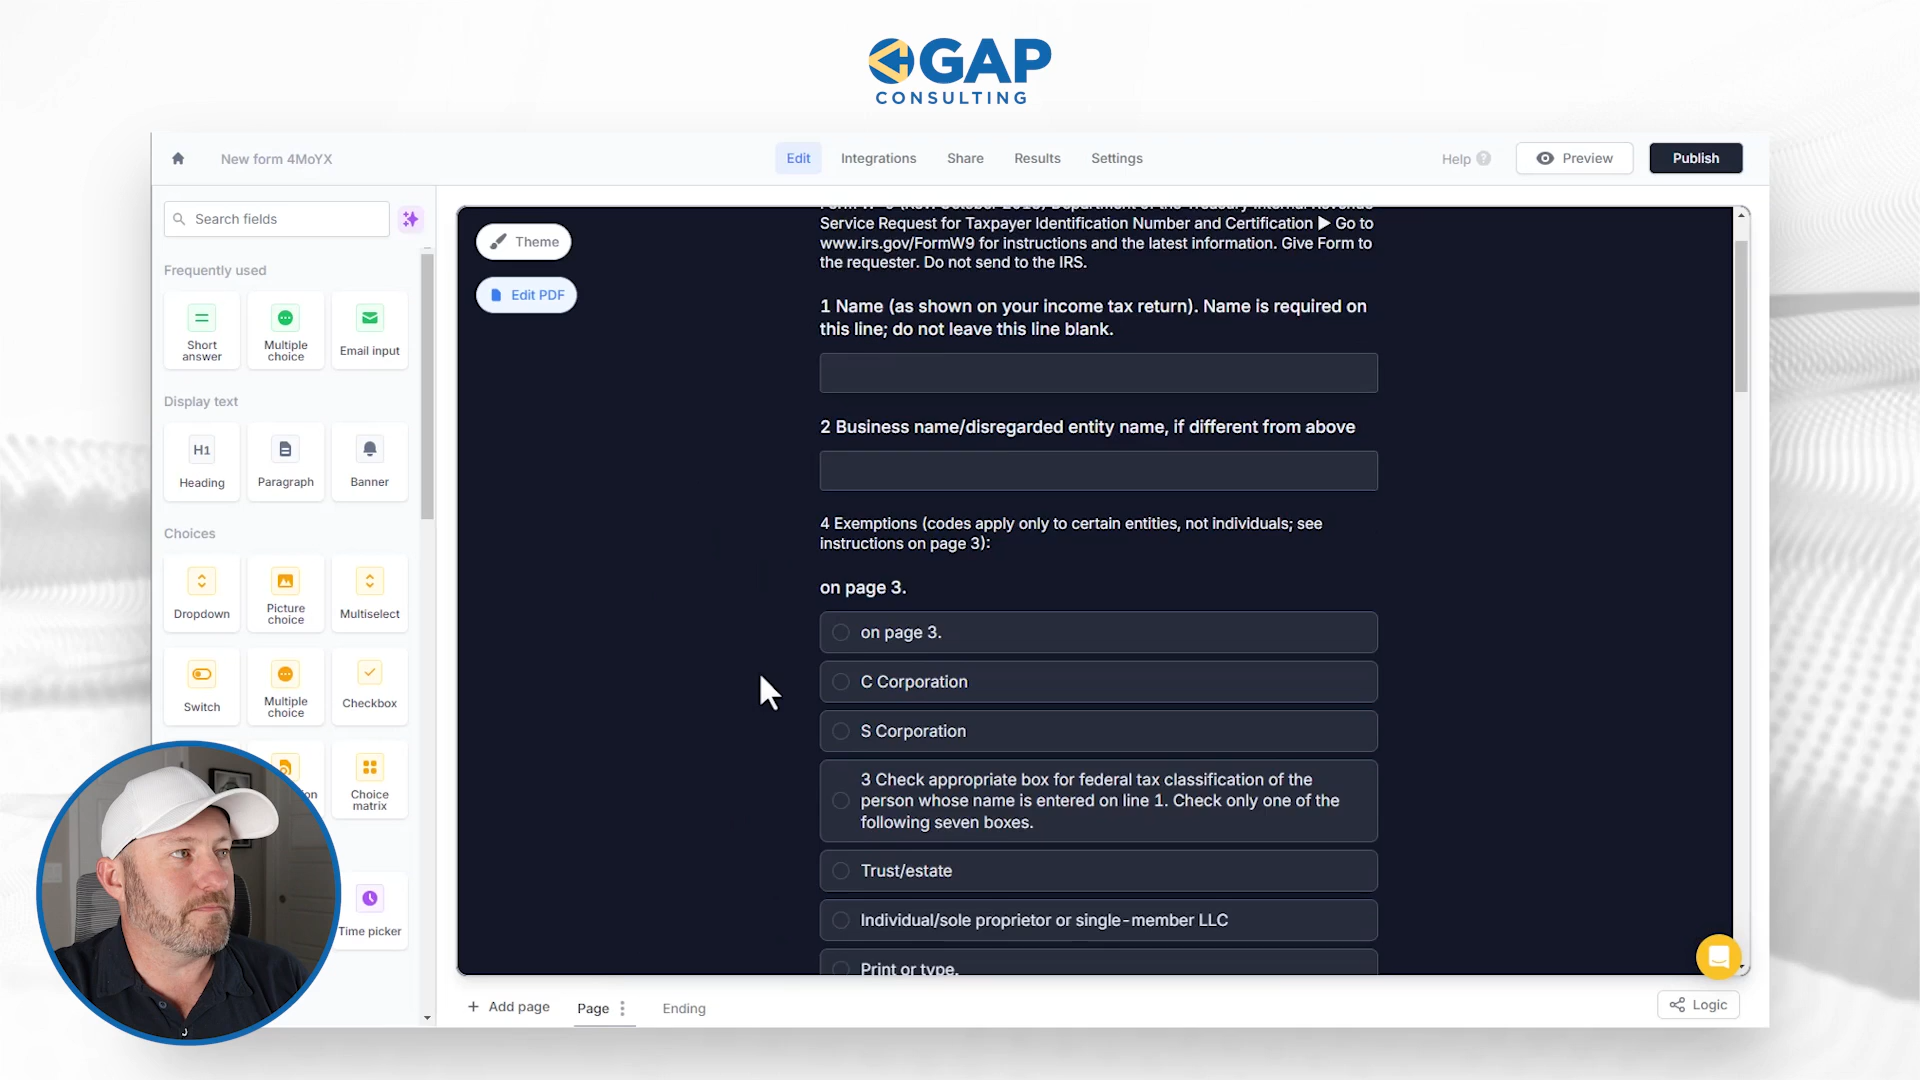 GAP
CONSULTING
New form 4MoYX
Edit
Integrations
Share
Results
Settings
Help
Preview
Publish
Search fields
Frequently used
Short
answer
Multiple
choice
Email input
Display text
H1
Heading
Paragraph
Banner
Choices
Dropdown
Picture
choice
Multiselect
Switch
Multiple
choice
Checkbox
Choice
matrix
Time picker
Theme
Edit PDF
Service Request for Taxpayer Identification Number and Certification ▶ Go to
www.irs.gov/FormW9 for instructions and the latest information. Give Form to
the requester. Do not send to the IRS.
1 Name (as shown on your income tax return). Name is required on
this line; do not leave this line blank.
2 Business name/disregarded entity name, if different from above
4 Exemptions (codes apply only to certain entities, not individuals; see
instructions on page 3):
on page 3.
on page 3.
C Corporation
S Corporation
3 Check appropriate box for federal tax classification of the
person whose name is entered on line 1. Check only one of the
following seven boxes.
Trust/estate
Individual/sole proprietor or single-member LLC
Print or type.
+ Add page
Page
Ending
Logic